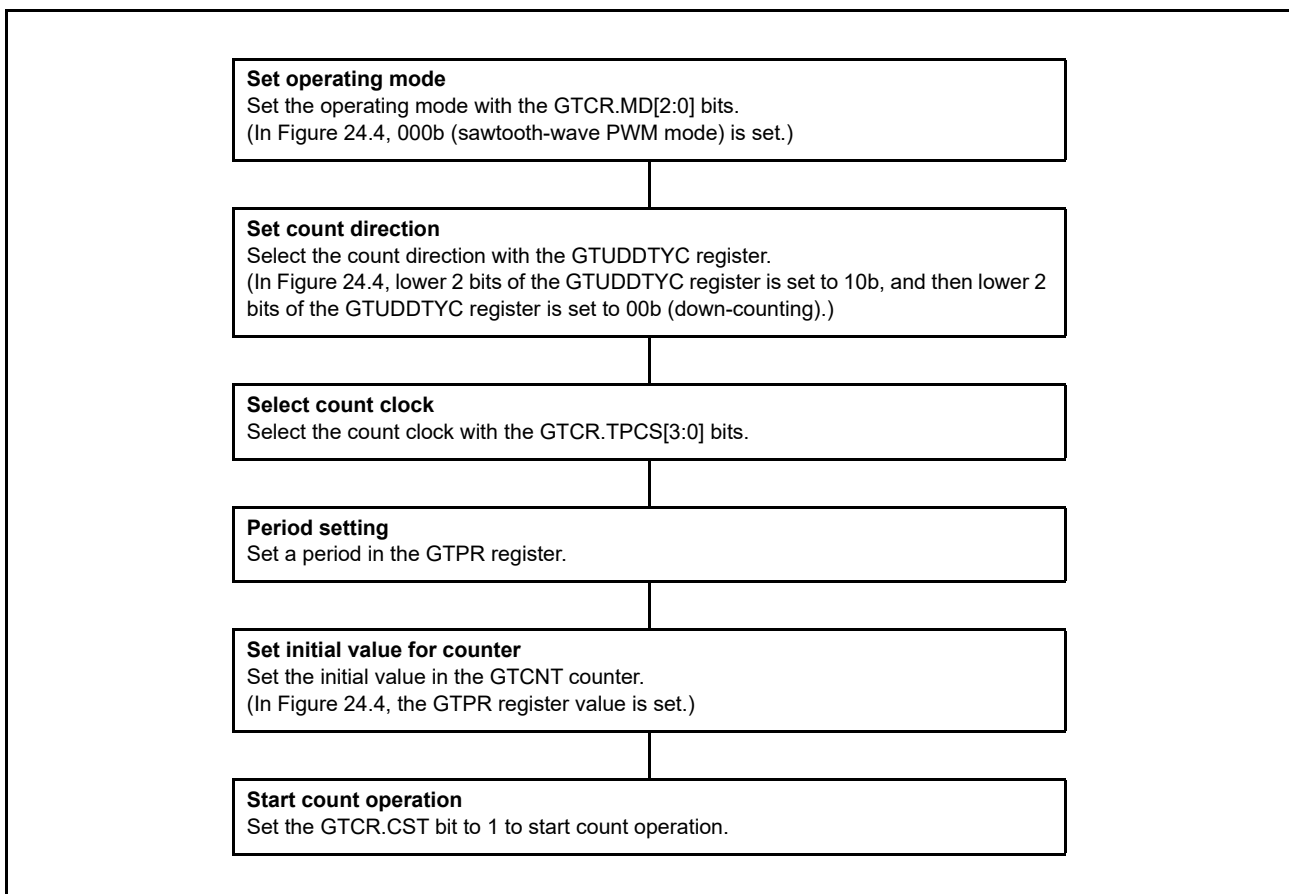 Set operating mode
Set the operating mode with the GTCR.MD[2:0] bits.
(In Figure 24.4, 000b (sawtooth-wave PWM mode) is set.)
Set count direction
Select the count direction with the GTUDDTYC register.
(In Figure 24.4, lower 2 bits of the GTUDDTYC register is set to 10b, and then lower 2
bits of the GTUDDTYC register is set to 00b (down-counting).)
Select count clock
Select the count clock with the GTCR.TPCS[3:0] bits.
Period setting
Set a period in the GTPR register.
Set initial value for counter
Set the initial value in the GTCNT counter.
(In Figure 24.4, the GTPR register value is set.)
Start count operation
Set the GTCR.CST bit to 1 to start count operation.